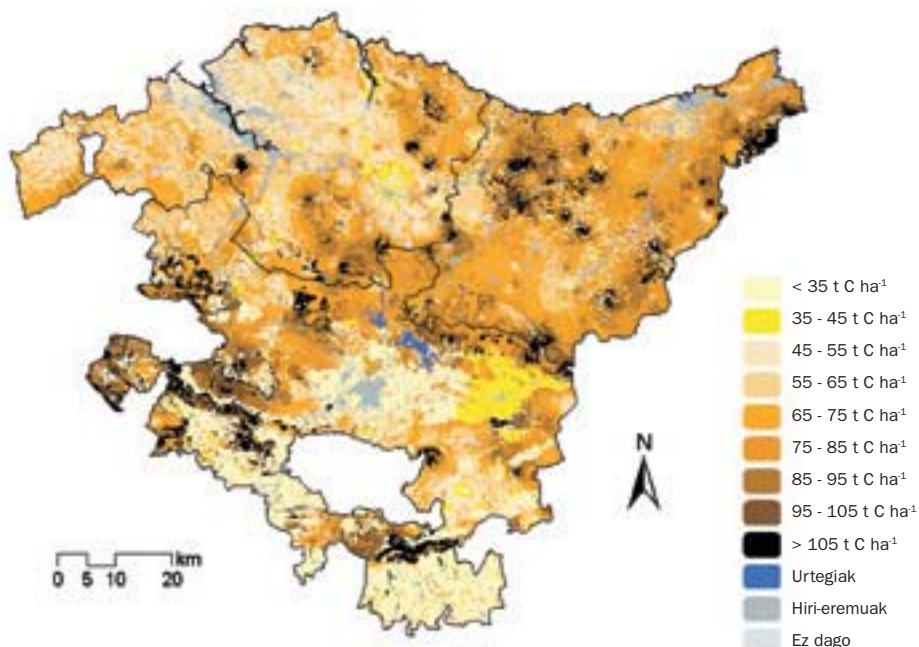 < 35 t C ha⁻¹
35 - 45 t C ha⁻¹
45 - 55 t C ha⁻¹
55 - 65 t C ha⁻¹
65 - 75 t C ha⁻¹
75 - 85 t C ha⁻¹
85 - 95 t C ha⁻¹
95 - 105 t C ha⁻¹
> 105 t C ha⁻¹
Urtegiak
Hiri-eremuak
Ez dago
N
km
0 5 10 20